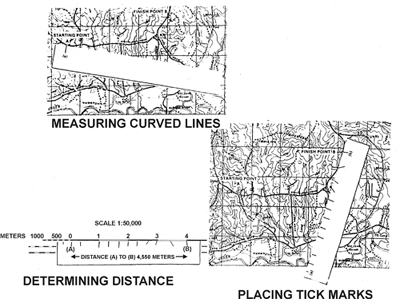 FINISH POINT B
STARTING POINT
MEASURING CURVED LINES
FINISH POINT B
STARTING POINT
SCALE 1:50,000
METERS 1000 500 0 1 2 3 4
(A) (B)
DISTANCE (A) TO (B) 4,550 METERS
DETERMINING DISTANCE
PLACING TICK MARKS